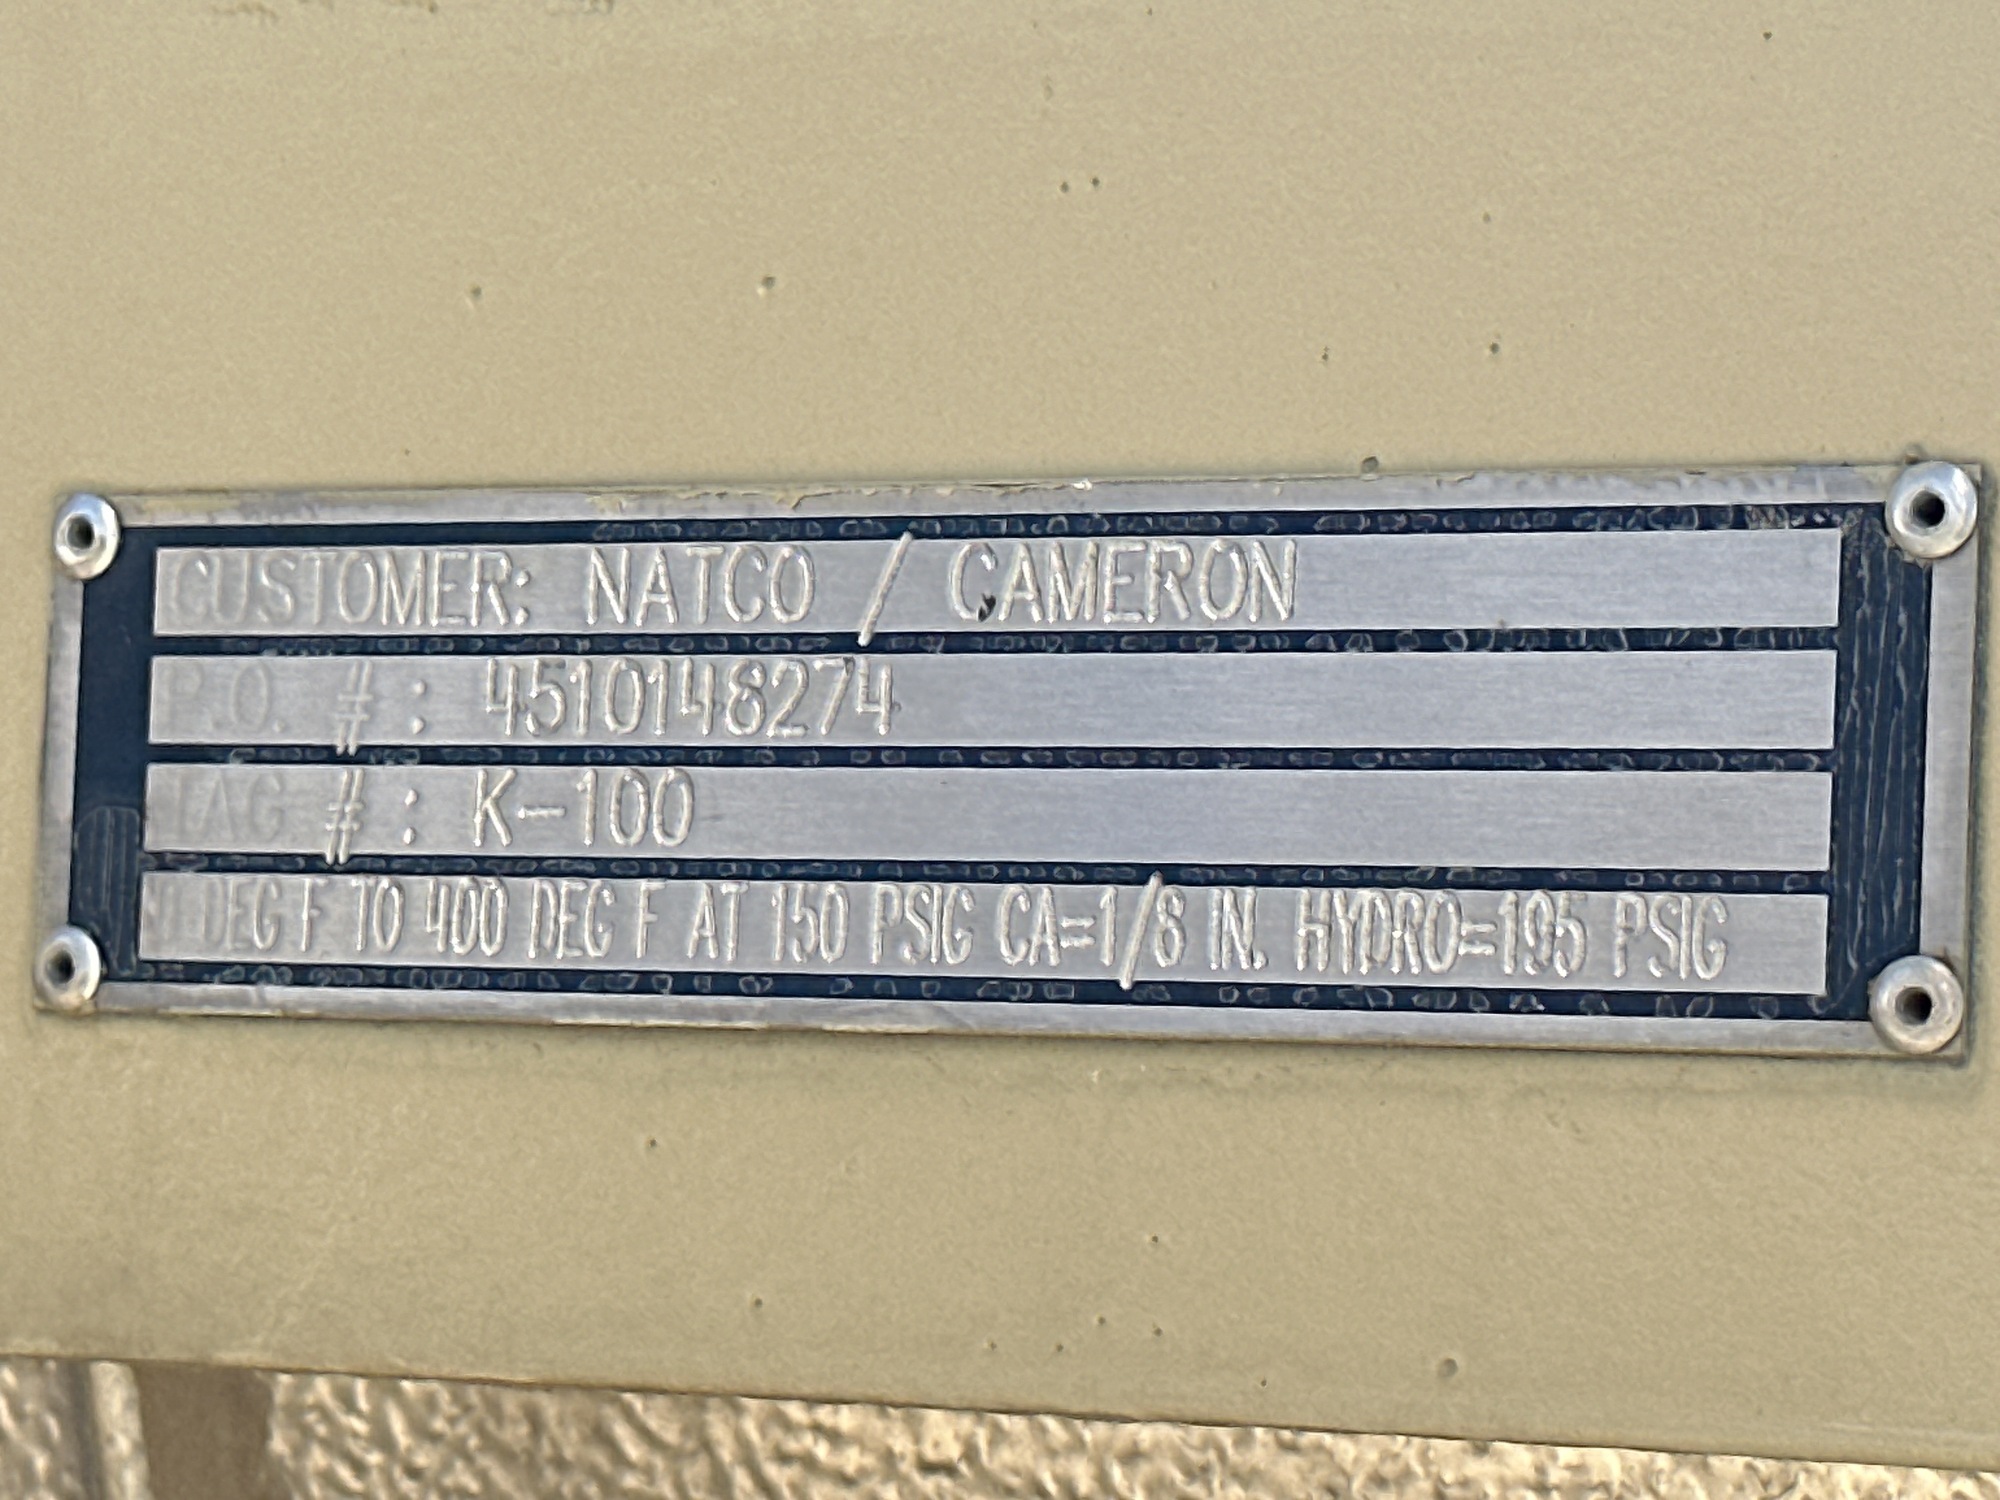 CUSTOMER: NATCO / CAMERON
P.O. # : 4510148274
TAG # : K-100
DEG F TO 400 DEG F AT 150 PSIG CA=1/8 IN. HYDRO=195 PSIG